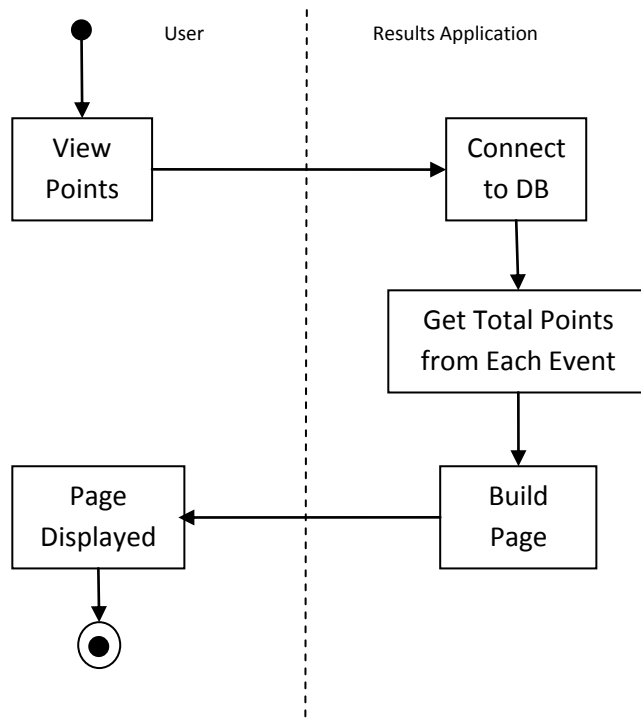 User
Results Application
View
Points
Connect
to DB
Get Total Points
from Each Event
Build
Page
Page
Displayed